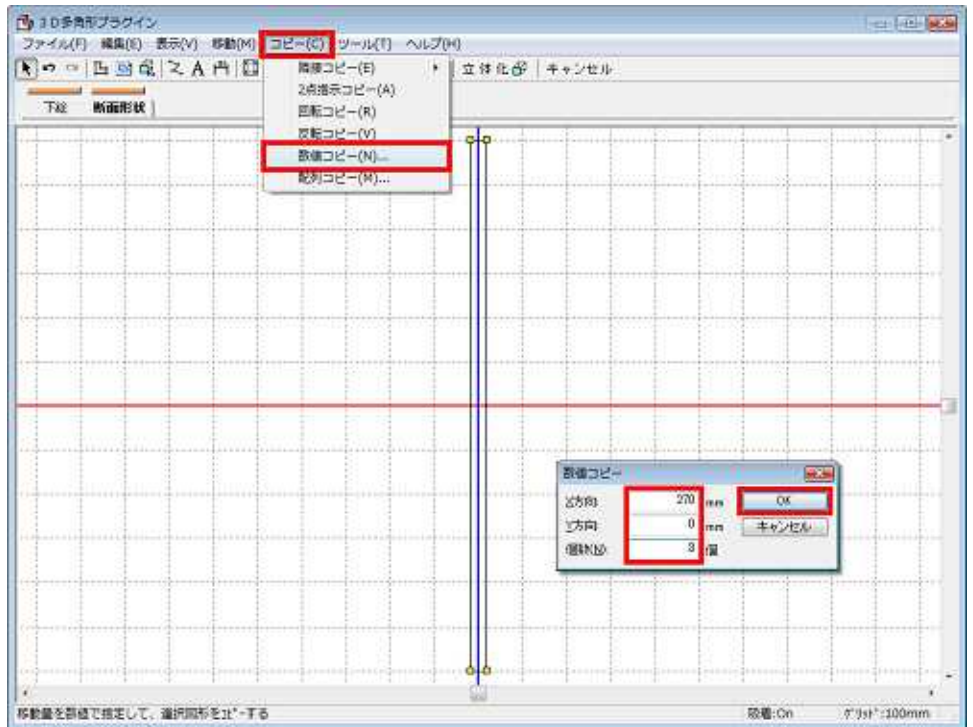 3D多角形プラグイン
ファイル(F) 編集(E) 表示(V) 移動(M) コピー(C) ツール(T) ヘルプ(H)
A 立体化 キャンセル
下絵 断面形状
隣接コピー(E)
2点指示コピー(A)
回転コピー(R)
反転コピー(V)
数値コピー(N)...
配列コピー(M)...
数値コピー
X方向 270 mm OK
Y方向 0 mm キャンセル
個数(N) 3 個
移動量を数値で指定して、選択図形をｺﾋﾟｰする 吸着:On ｸﾞﾘｯﾄﾞ:100mm